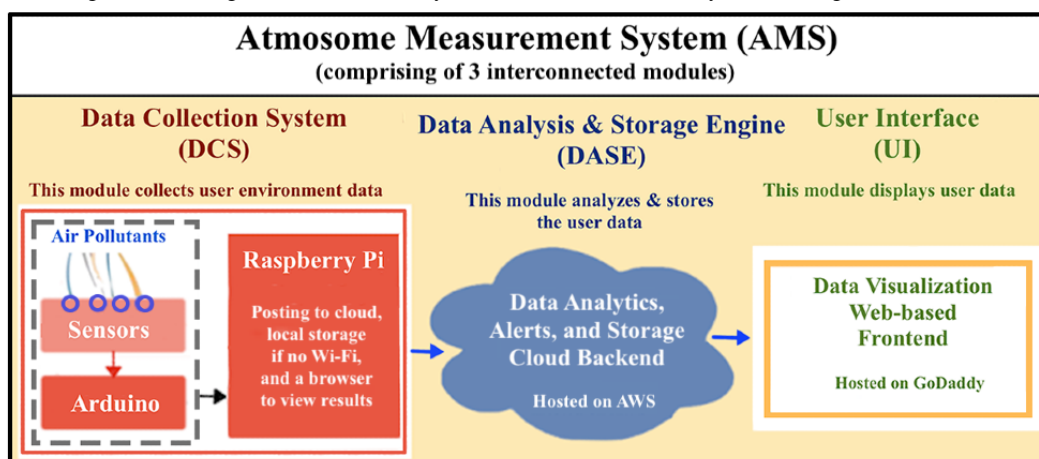 Atmosome Measurement System (AMS)
(comprising of 3 interconnected modules)
Data Collection System
(DCS)
This module collects user environment data
Air Pollutants
Sensors
Arduino
Raspberry Pi
Posting to cloud,
local storage
if no Wi-Fi,
and a browser
to view results
Data Analysis & Storage Engine
(DASE)
This module analyzes & stores
the user data
Data Analytics,
Alerts, and Storage
Cloud Backend
Hosted on AWS
User Interface
(UI)
This module displays user data
Data Visualization
Web-based
Frontend
Hosted on GoDaddy